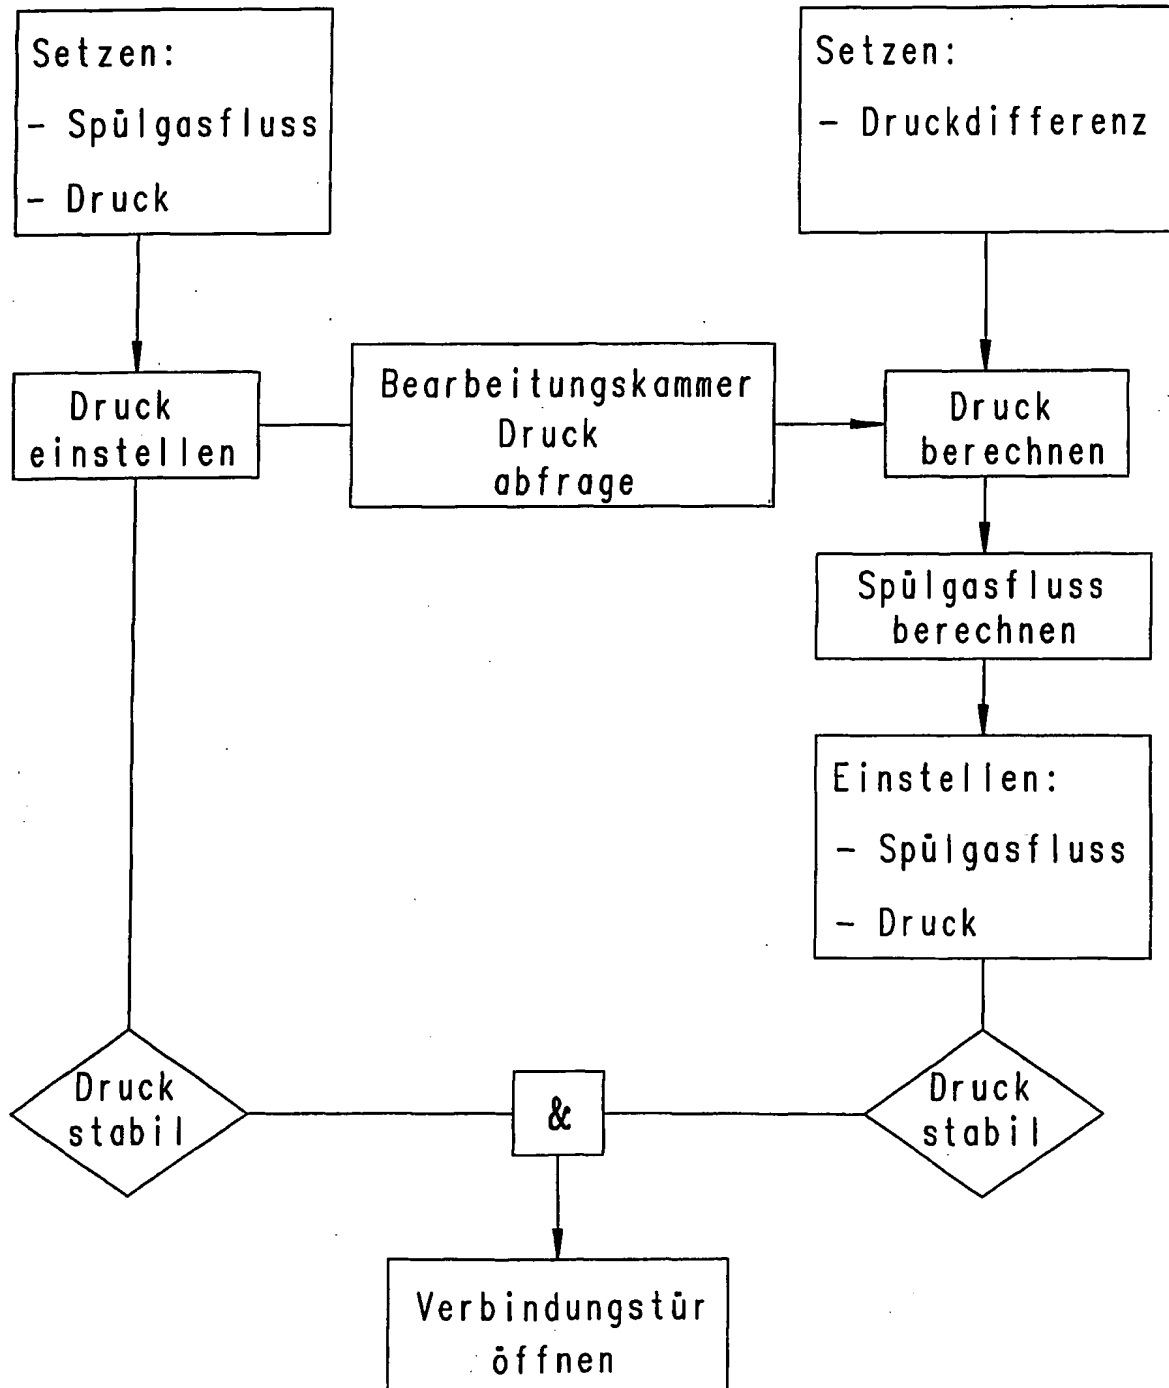 Setzen:
- Spülgasfluss
- Druck
Setzen:
- Druckdifferenz
Druck
einstellen
Bearbeitungskammer
Druck
abfrage
Druck
berechnen
Spülgasfluss
berechnen
Einstellen:
- Spülgasfluss
- Druck
Druck
stabil
&
Druck
stabil
Verbindungstür
öffnen